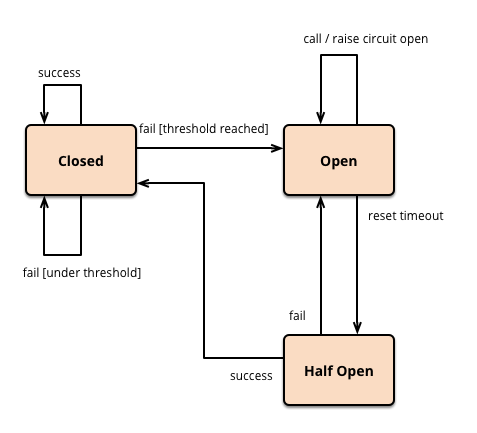 call / raise circuit open
success
fail [threshold reached]
Closed
Open
reset timeout
fail [under threshold]
fail
Half Open
success